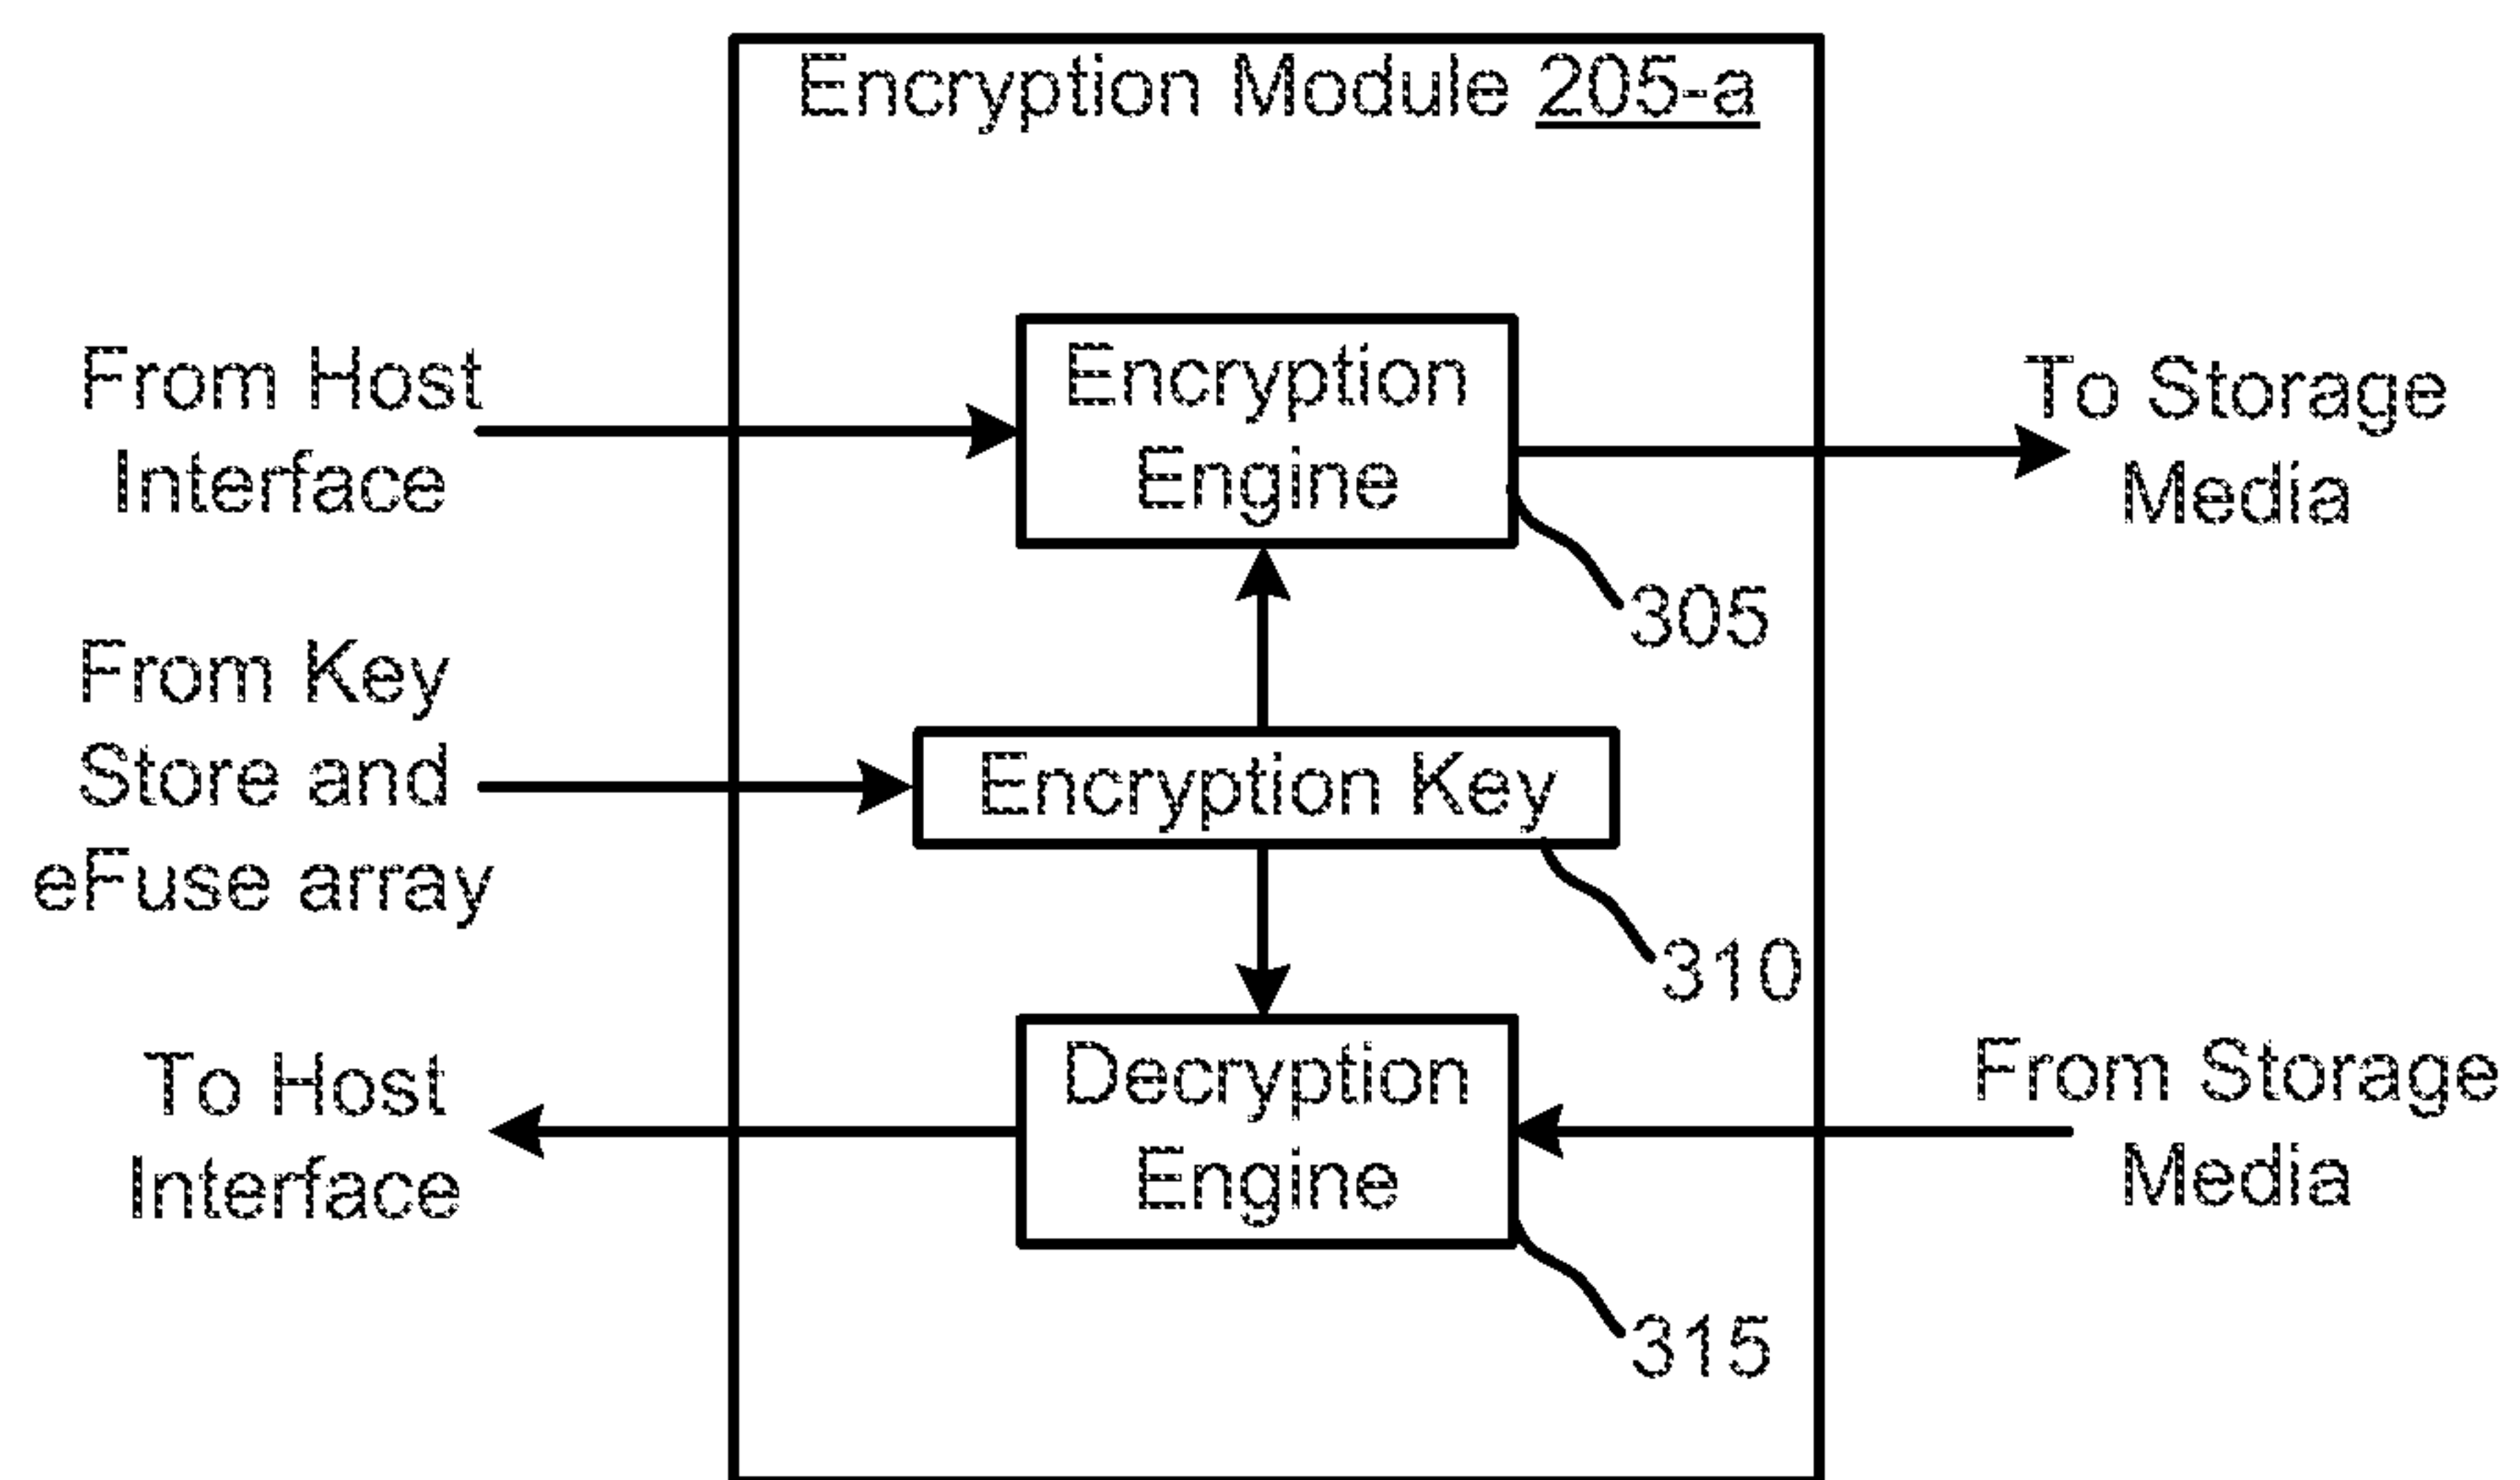 Encryption Module 205-a
From Host
Interface
Encryption
Engine
To Storage
Media
305
From Key
Store and
eFuse array
Encryption Key
310
To Host
Interface
Decryption
Engine
From Storage
Media
315